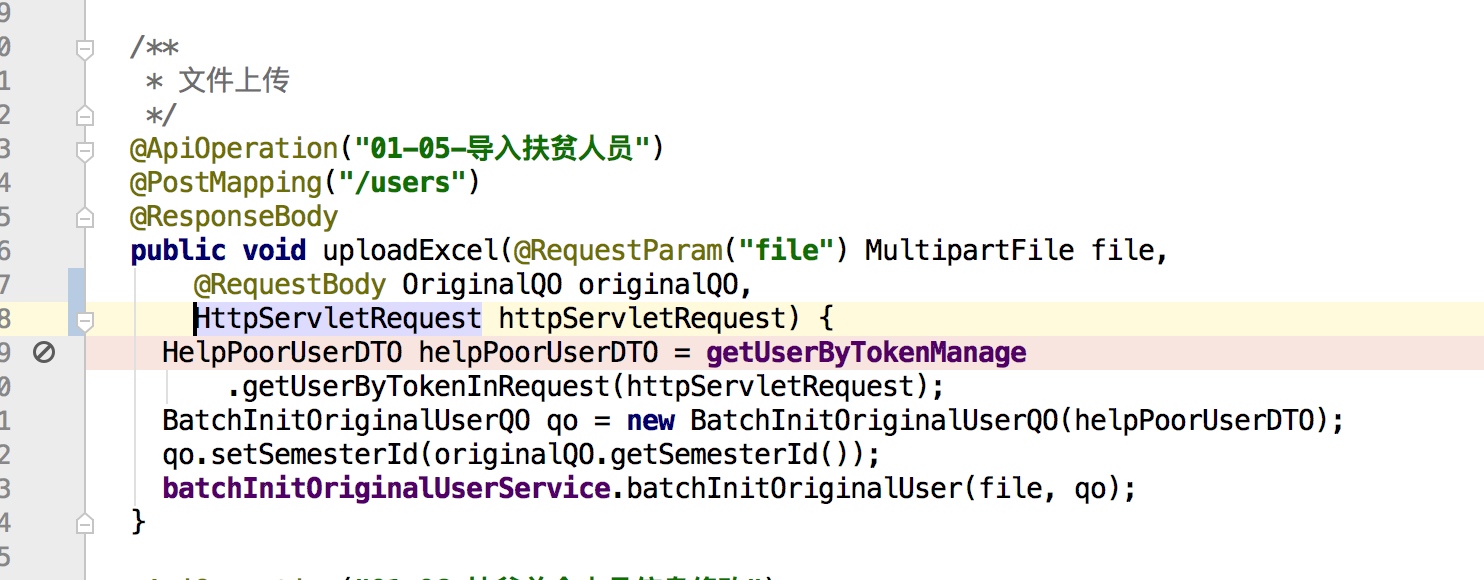 9
0 /**
1 * 文件上传
2 */
3 @ApiOperation("01-05-导入扶贫人员")
4 @PostMapping("/users")
5 @ResponseBody
6 public void uploadExcel(@RequestParam("file") MultipartFile file,
7 @RequestBody OriginalQO originalQO,
8 HttpServletRequest httpServletRequest) {
9 HelpPoorUserDTO helpPoorUserDTO = getUserByTokenManage
0 .getUserByTokenInRequest(httpServletRequest);
1 BatchInitOriginalUserQO qo = new BatchInitOriginalUserQO(helpPoorUserDTO);
2 qo.setSemesterId(originalQO.getSemesterId());
3 batchInitOriginalUserService.batchInitOriginalUser(file, qo);
4 }
5